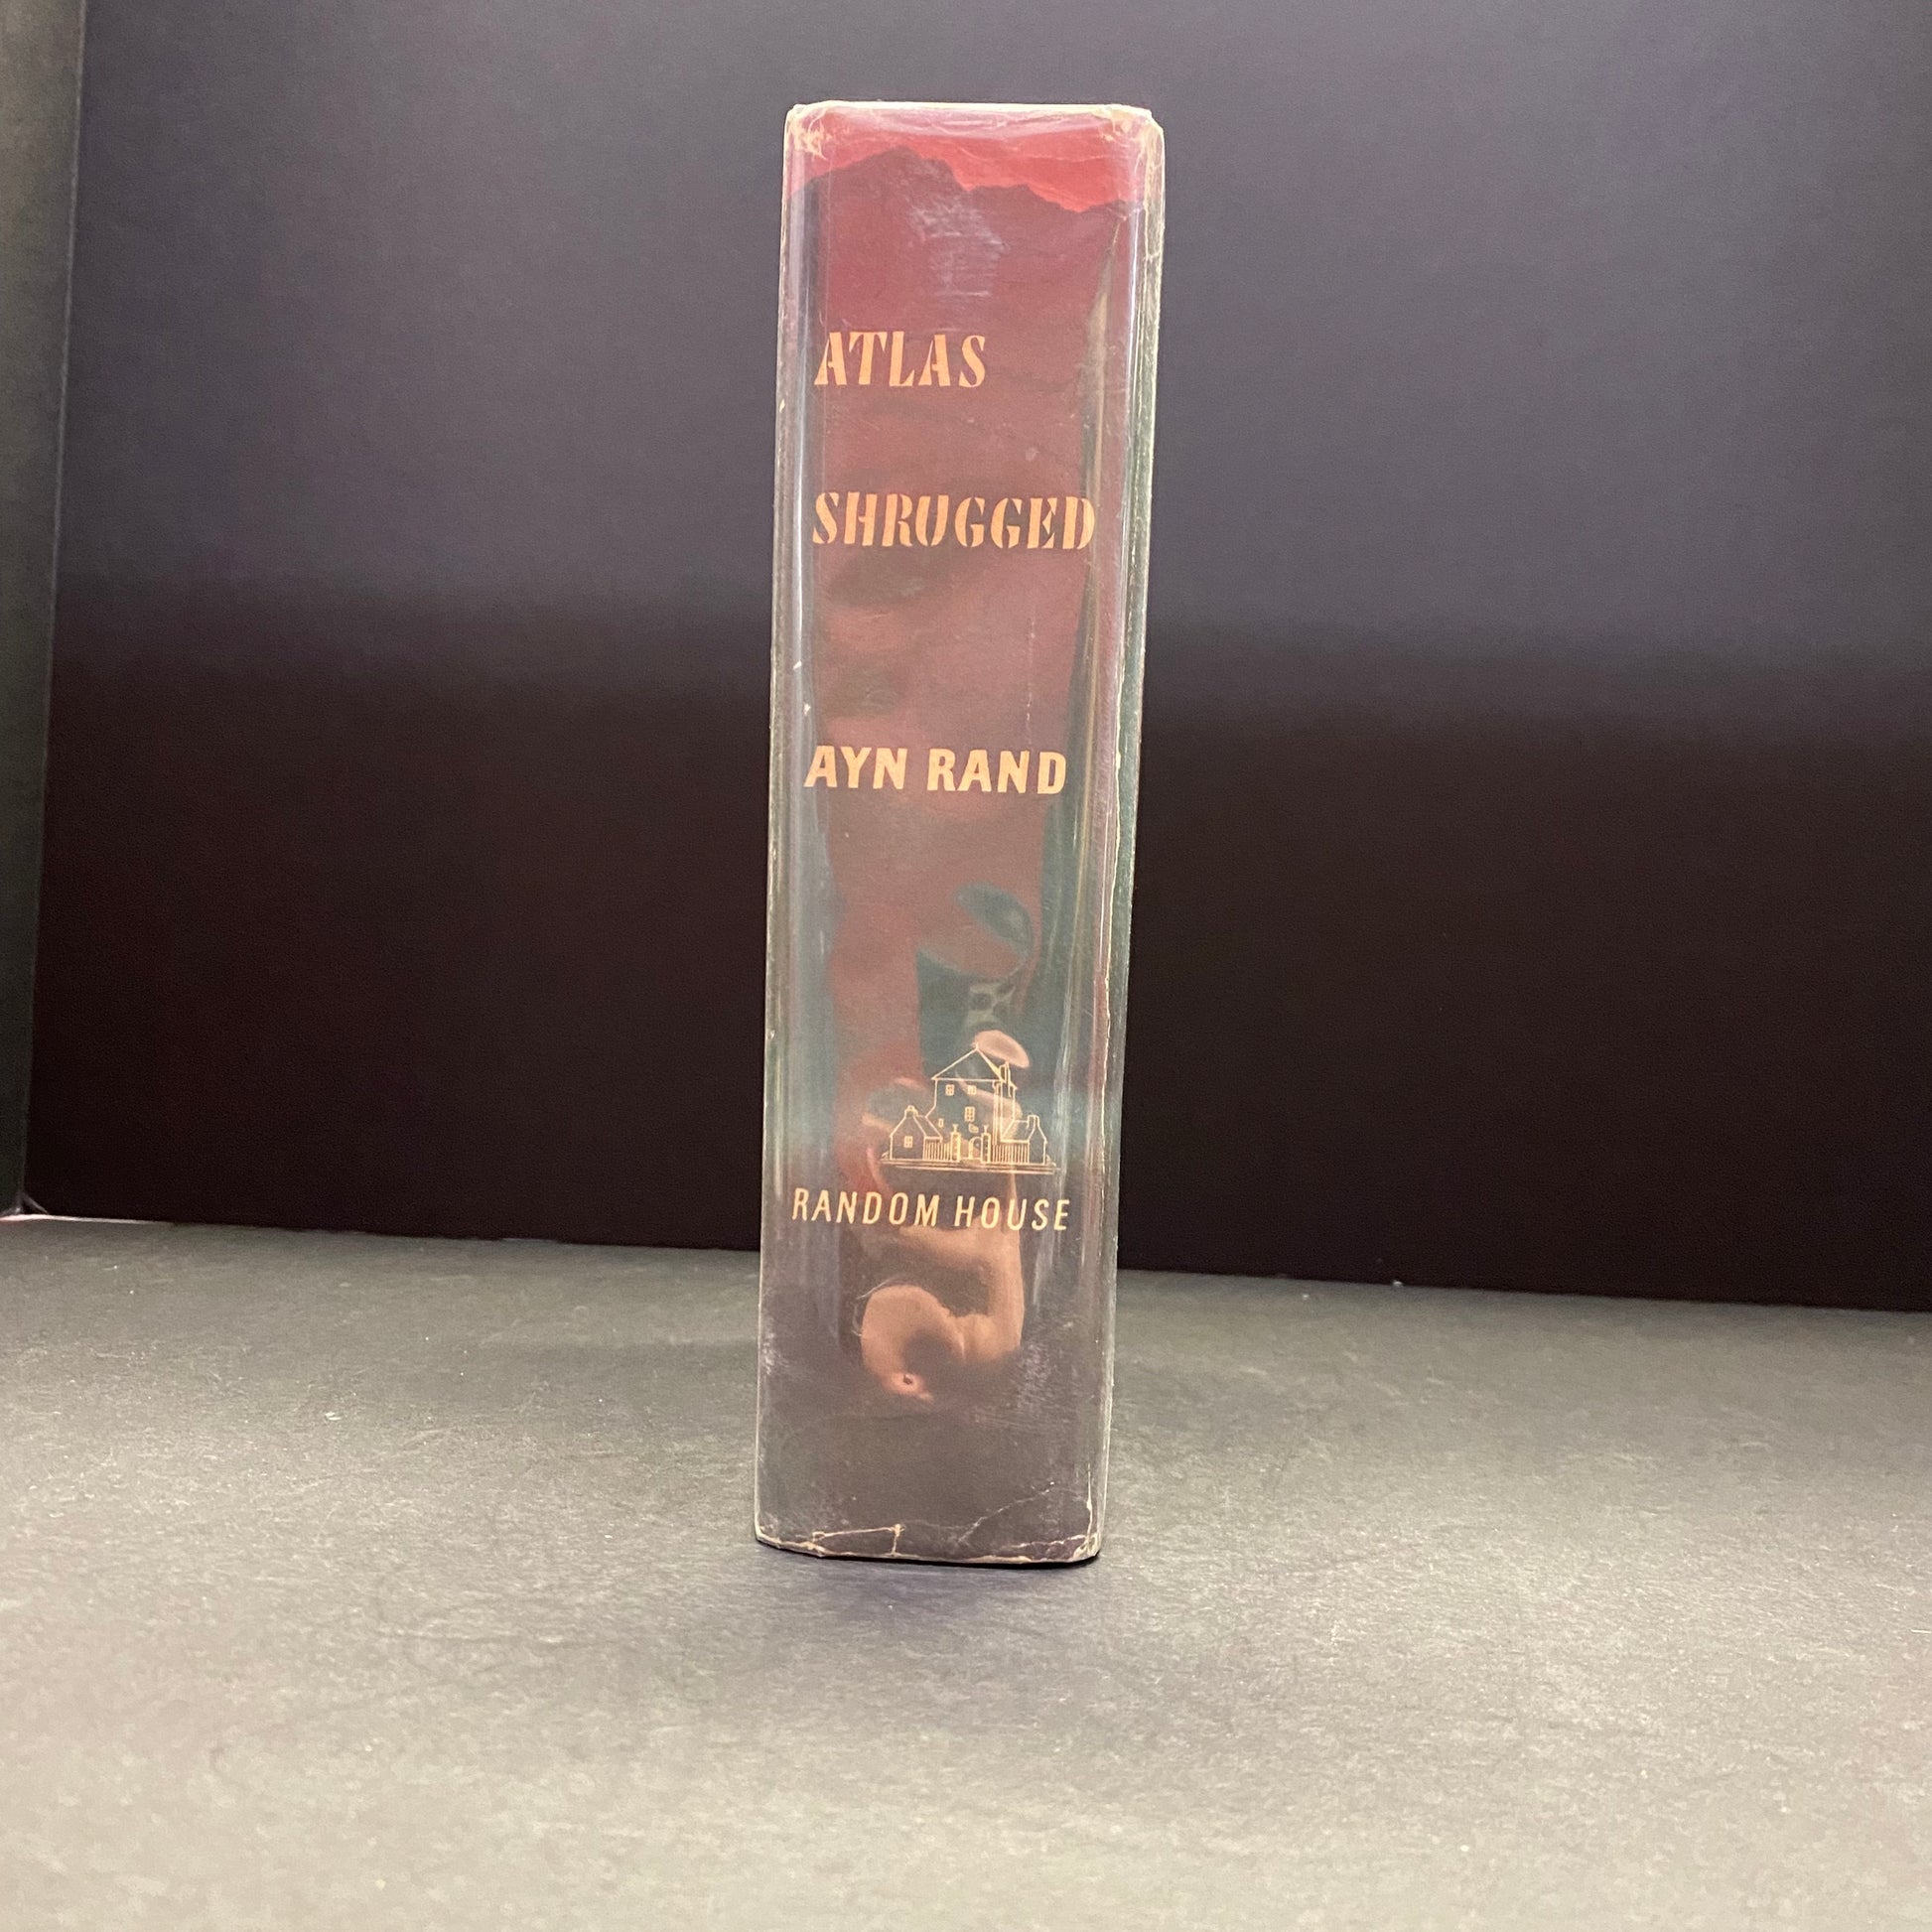 ATLAS
SHRUGGED
AYN RAND
RANDOM HOUSE